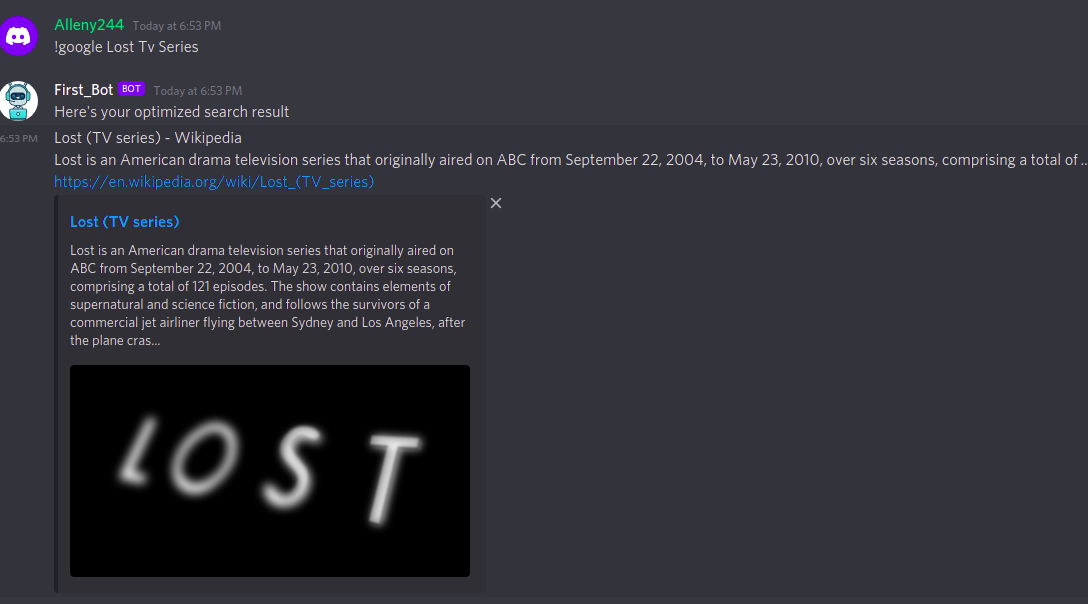 Alleny244 Today at 6:53 PM
!google Lost Tv Series
First_Bot BOT Today at 6:53 PM
Here's your optimized search result
6:53 PM Lost (TV series) - Wikipedia
Lost is an American drama television series that originally aired on ABC from September 22, 2004, to May 23, 2010, over six seasons, comprising a total of ...
https://en.wikipedia.org/wiki/Lost_(TV_series)
Lost (TV series)
Lost is an American drama television series that originally aired on
ABC from September 22, 2004, to May 23, 2010, over six seasons,
comprising a total of 121 episodes. The show contains elements of
supernatural and science fiction, and follows the survivors of a
commercial jet airliner flying between Sydney and Los Angeles, after
the plane cras...
LOST